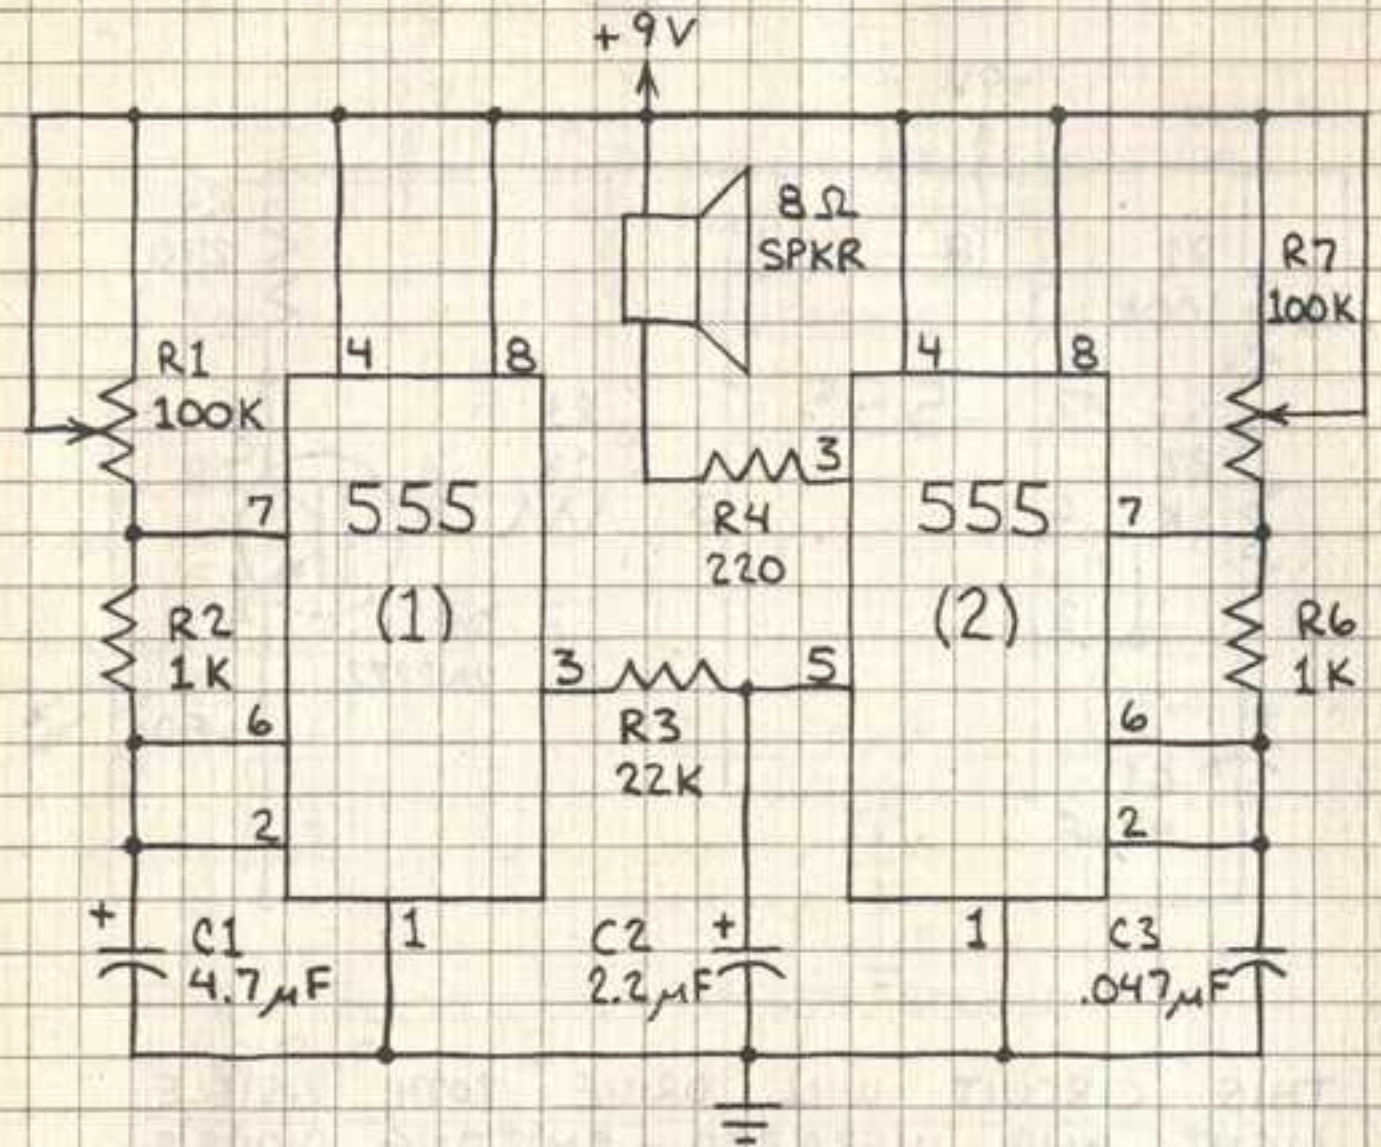 +9V
8Ω
SPKR
R7
100K
4
8
4
8
R1
100K
3
7
555
R4
220
555
7
(1)
(2)
R2
1K
3
5
R6
1K
6
R3
22K
6
2
2
+
C1
4.7µF
1
C2
+
2.2µF
1
C3
.047µF